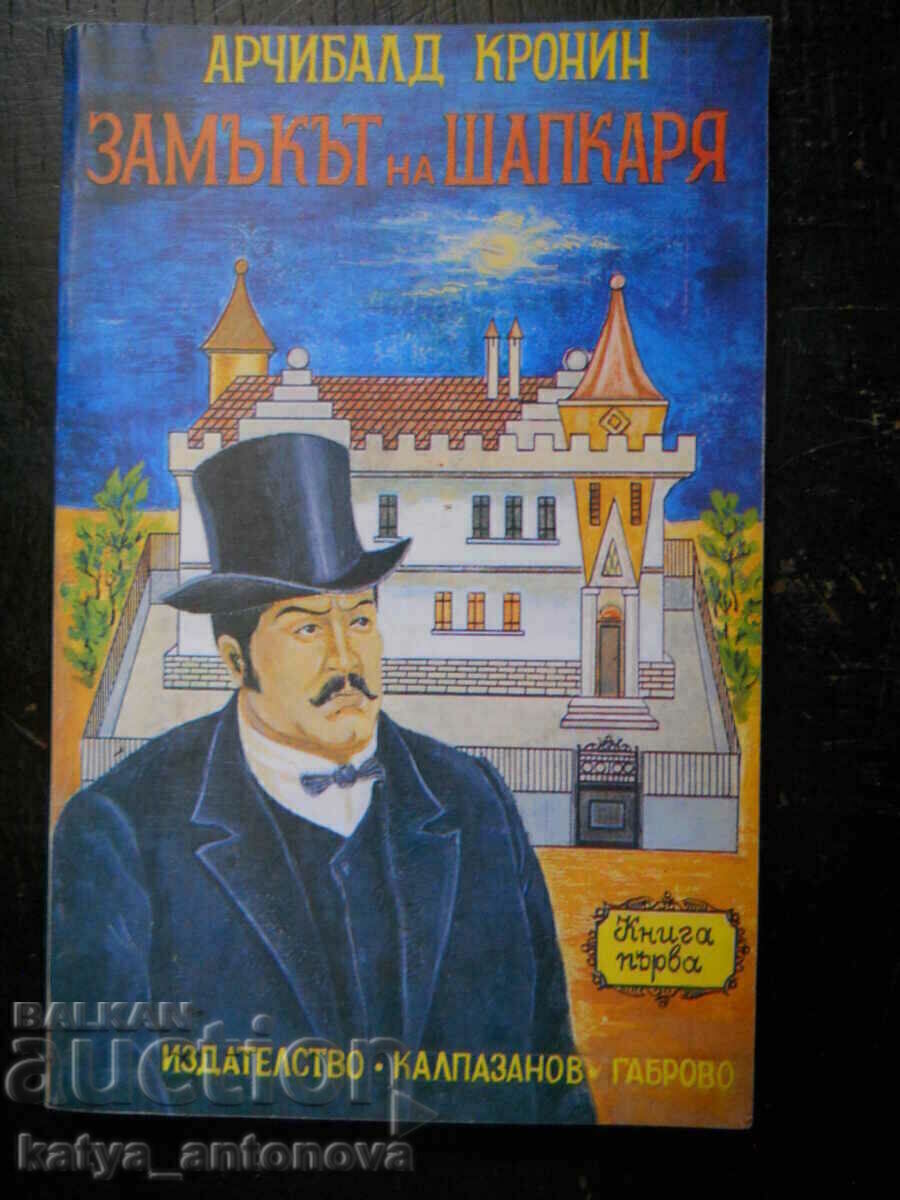 АРЧИБАЛД КРОНИН
ЗАМЪКЪТ НА ШАПКАРЯ
Книга
първа
ИЗДАТЕЛСТВО • КАЛПАЗАНОВ • ГАБРОВО
BALKAN
auction
katya_antonova